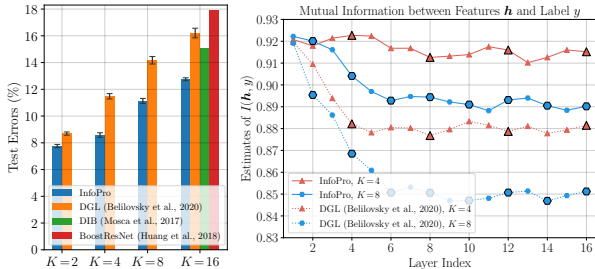 18
16
14
12
10
8
6
4
2
0
Test Errors (%)
InfoPro
DGL (Belilovsky et al., 2020)
DIB (Mosca et al., 2017)
BoostResNet (Huang et al., 2018)
K=2
K=4
K=8
K=16
Mutual Information between Features h and Label y
0.93
0.92
0.91
0.90
0.89
0.88
0.87
0.86
0.85
0.84
0.83
Estimates of I(h, y)
InfoPro, K=4
InfoPro, K=8
DGL (Belilovsky et al., 2020), K=4
DGL (Belilovsky et al., 2020), K=8
2 4 6 8 10 12 14 16
Layer Index